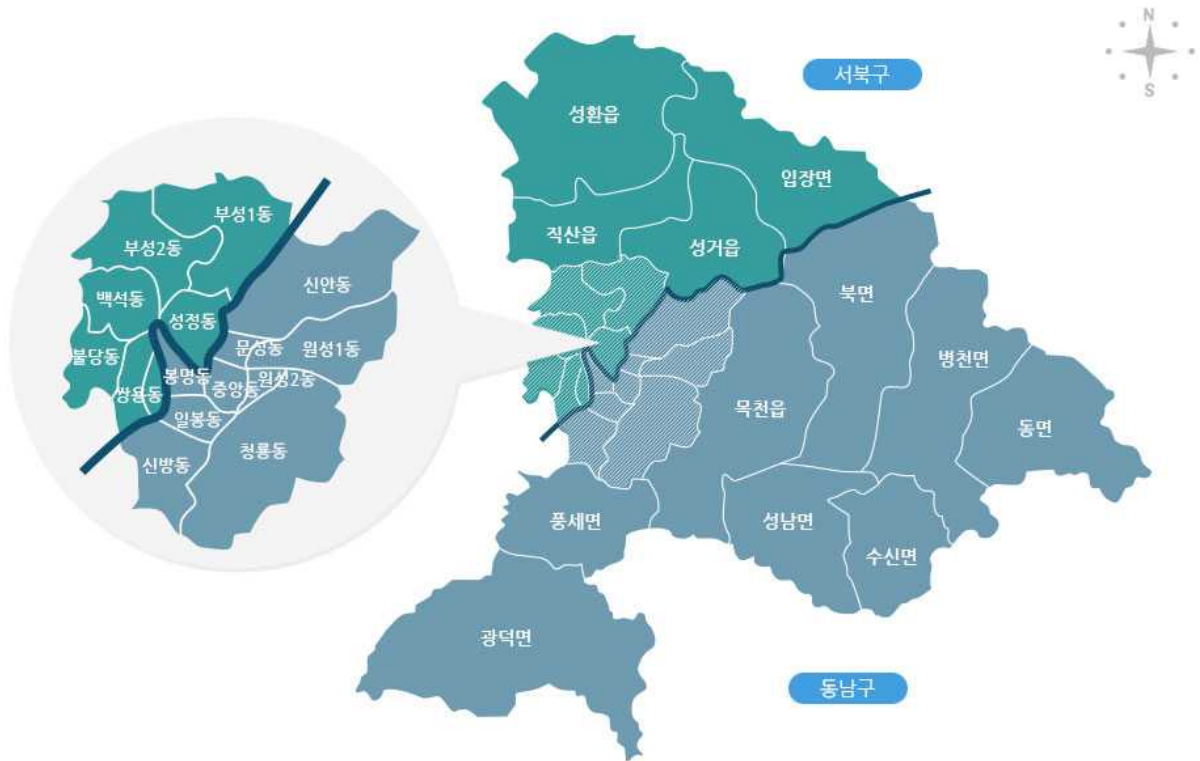 N
S
서북구
성환읍
입장면
직산읍
성거읍
부성1동
부성2동
백석동
성정동
신안동
불당동
문성동
원성1동
쌍용동
봉명동
중앙동
원성2동
일봉동
신방동
청룡동
북면
병천면
목천읍
동면
풍세면
성남면
수신면
광덕면
동남구